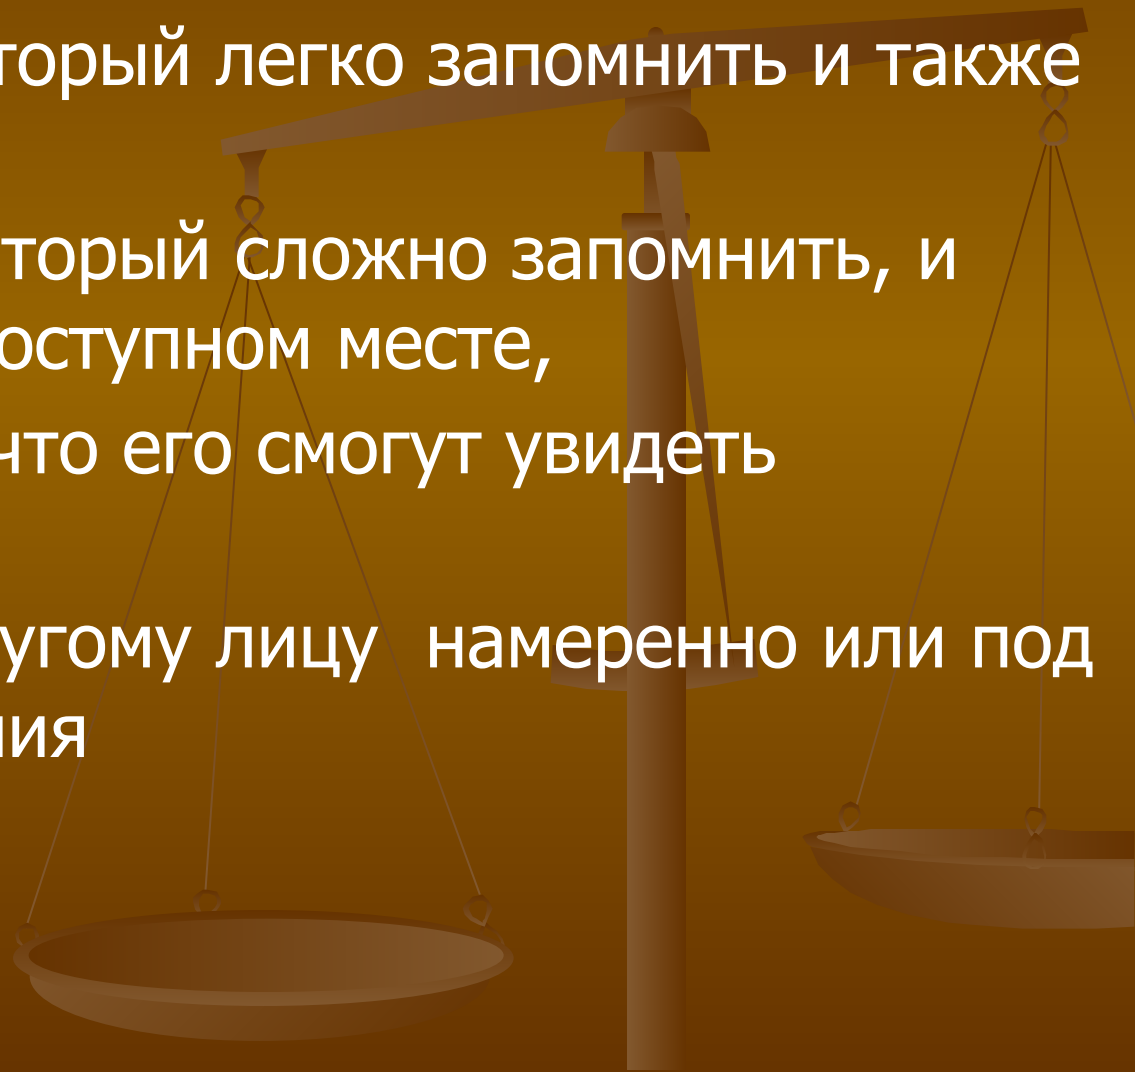 торый легко запомнить и также
торый сложно запомнить, и
оступном месте,
что его смогут увидеть
угому лицу намеренно или под
ния